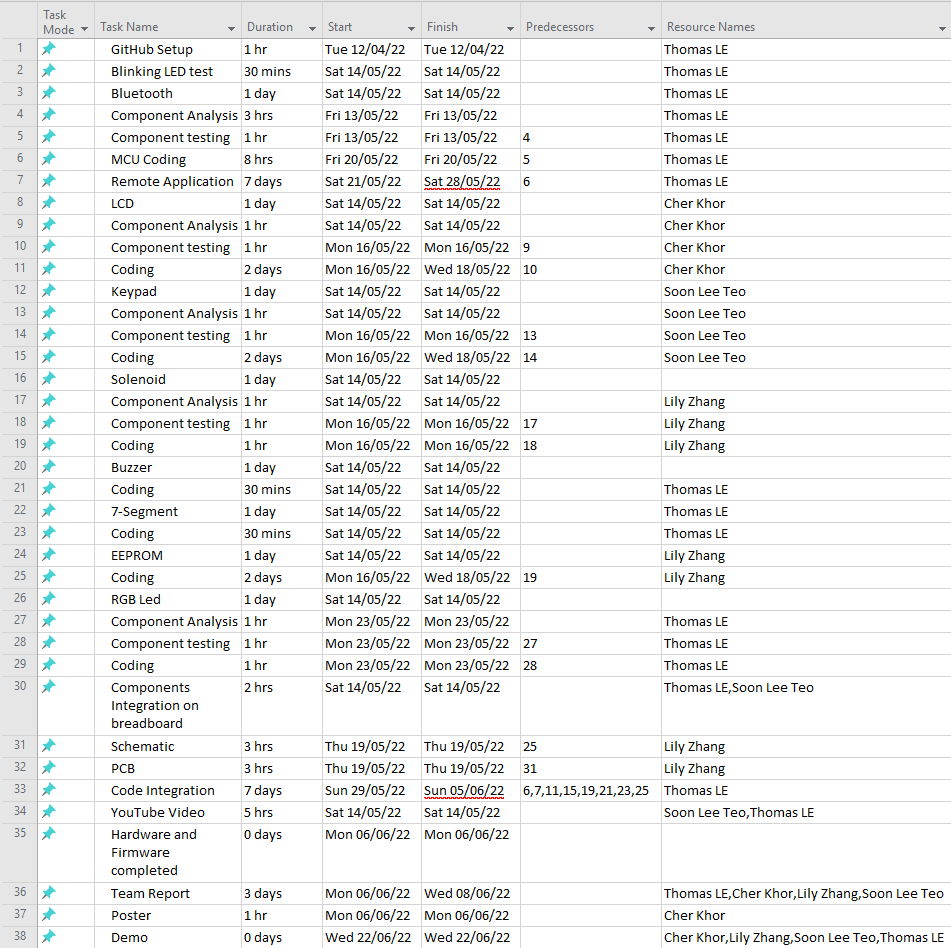 Task Mode Task Name Duration Start Finish Predecessors Resource Names
1 GitHub Setup 1 hr Tue 12/04/22 Tue 12/04/22 Thomas LE
2 Blinking LED test 30 mins Sat 14/05/22 Sat 14/05/22 Thomas LE
3 Bluetooth 1 day Sat 14/05/22 Sat 14/05/22 Thomas LE
4 Component Analysis 3 hrs Fri 13/05/22 Fri 13/05/22 Thomas LE
5 Component testing 1 hr Fri 13/05/22 Fri 13/05/22 4 Thomas LE
6 MCU Coding 8 hrs Fri 20/05/22 Fri 20/05/22 5 Thomas LE
7 Remote Application 7 days Sat 21/05/22 Sat 28/05/22 6 Thomas LE
8 LCD 1 day Sat 14/05/22 Sat 14/05/22 Cher Khor
9 Component Analysis 1 hr Sat 14/05/22 Sat 14/05/22 Cher Khor
10 Component testing 1 hr Mon 16/05/22 Mon 16/05/22 9 Cher Khor
11 Coding 2 days Mon 16/05/22 Wed 18/05/22 10 Cher Khor
12 Keypad 1 day Sat 14/05/22 Sat 14/05/22 Soon Lee Teo
13 Component Analysis 1 hr Sat 14/05/22 Sat 14/05/22 Soon Lee Teo
14 Component testing 1 hr Mon 16/05/22 Mon 16/05/22 13 Soon Lee Teo
15 Coding 2 days Mon 16/05/22 Wed 18/05/22 14 Soon Lee Teo
16 Solenoid 1 day Sat 14/05/22 Sat 14/05/22
17 Component Analysis 1 hr Sat 14/05/22 Sat 14/05/22 Lily Zhang
18 Component testing 1 hr Mon 16/05/22 Mon 16/05/22 17 Lily Zhang
19 Coding 1 hr Mon 16/05/22 Mon 16/05/22 18 Lily Zhang
20 Buzzer 1 day Sat 14/05/22 Sat 14/05/22
21 Coding 30 mins Sat 14/05/22 Sat 14/05/22 Thomas LE
22 7-Segment 1 day Sat 14/05/22 Sat 14/05/22 Thomas LE
23 Coding 30 mins Sat 14/05/22 Sat 14/05/22 Thomas LE
24 EEPROM 1 day Sat 14/05/22 Sat 14/05/22 Lily Zhang
25 Coding 2 days Mon 16/05/22 Wed 18/05/22 19 Lily Zhang
26 RGB Led 1 day Sat 14/05/22 Sat 14/05/22
27 Component Analysis 1 hr Mon 23/05/22 Mon 23/05/22 Thomas LE
28 Component testing 1 hr Mon 23/05/22 Mon 23/05/22 27 Thomas LE
29 Coding 1 hr Mon 23/05/22 Mon 23/05/22 28 Thomas LE
30 Components 2 hrs Sat 14/05/22 Sat 14/05/22 Thomas LE,Soon Lee Teo
Integration on
breadboard
31 Schematic 3 hrs Thu 19/05/22 Thu 19/05/22 25 Lily Zhang
32 PCB 3 hrs Thu 19/05/22 Thu 19/05/22 31 Lily Zhang
33 Code Integration 7 days Sun 29/05/22 Sun 05/06/22 6,7,11,15,19,21,23,25 Thomas LE
34 YouTube Video 5 hrs Sat 14/05/22 Sat 14/05/22 Soon Lee Teo,Thomas LE
35 Hardware and 0 days Mon 06/06/22 Mon 06/06/22
Firmware
completed
36 Team Report 3 days Mon 06/06/22 Wed 08/06/22 Thomas LE,Cher Khor,Lily Zhang,Soon Lee Teo
37 Poster 1 hr Mon 06/06/22 Mon 06/06/22 Cher Khor
38 Demo 0 days Wed 22/06/22 Wed 22/06/22 Cher Khor,Lily Zhang,Soon Lee Teo,Thomas LE